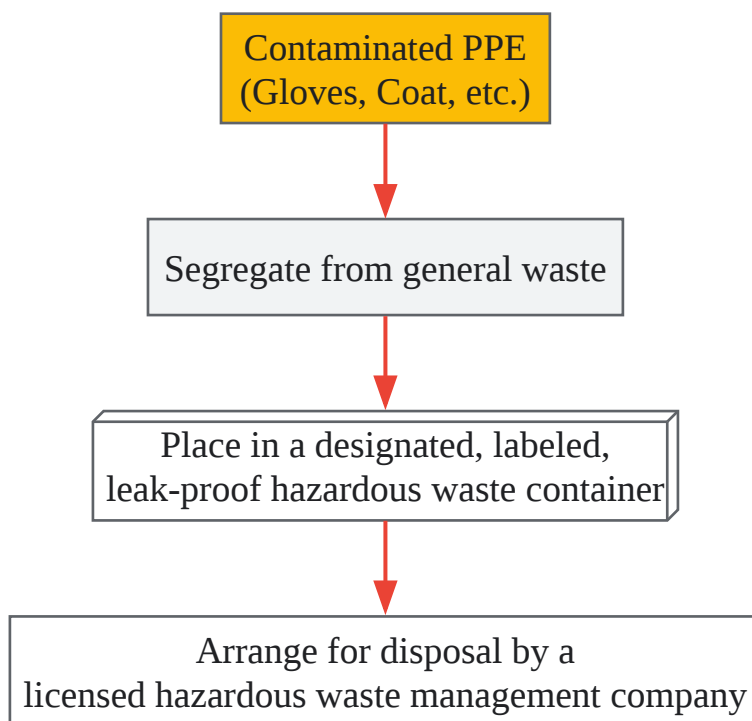 Contaminated PPE
(Gloves, Coat, etc.)
Segregate from general waste
Place in a designated, labeled,
leak-proof hazardous waste container
Arrange for disposal by a
licensed hazardous waste management company